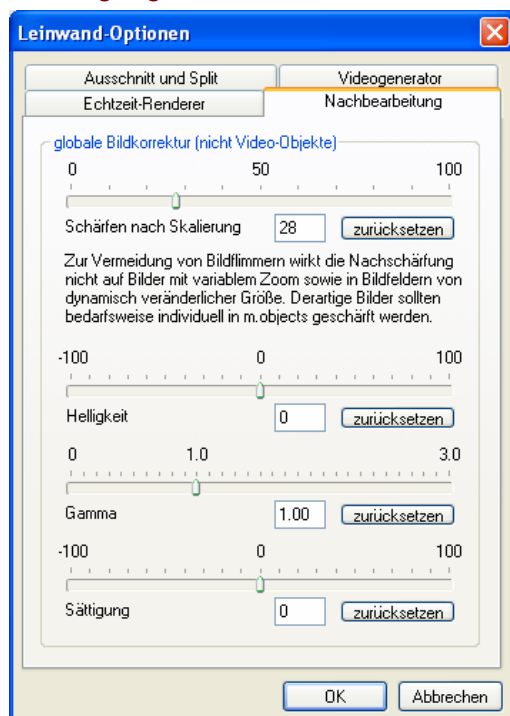 Leinwand-Optionen
Ausschnitt und Split Videogenerator
Echtzeit-Renderer Nachbearbeitung
globale Bildkorrektur (nicht Video-Objekte)
0 50 100
Schärfen nach Skalierung 28 zurücksetzen
Zur Vermeidung von Bildflimmern wirkt die Nachschärfung
nicht auf Bilder mit variablem Zoom sowie in Bildfeldern von
dynamisch veränderlicher Größe. Derartige Bilder sollten
bedarfsweise individuell in m.objects geschärft werden.
-100 0 100
Helligkeit 0 zurücksetzen
0 1.0 3.0
Gamma 1.00 zurücksetzen
-100 0 100
Sättigung 0 zurücksetzen
OK Abbrechen